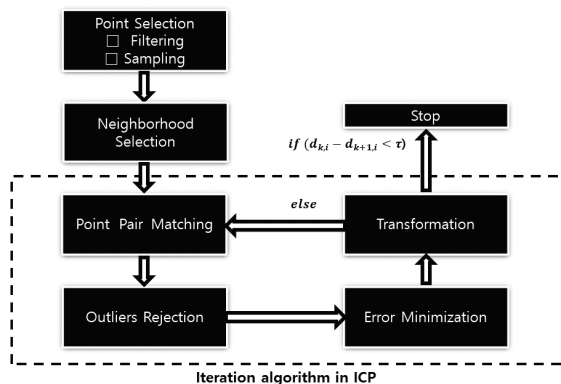 Point Selection
□ Filtering
□ Sampling
Neighborhood
Selection
Stop
if (d_{k,i} − d_{k+1,i} < τ)
Point Pair Matching
else
Transformation
Outliers Rejection
Error Minimization
Iteration algorithm in ICP